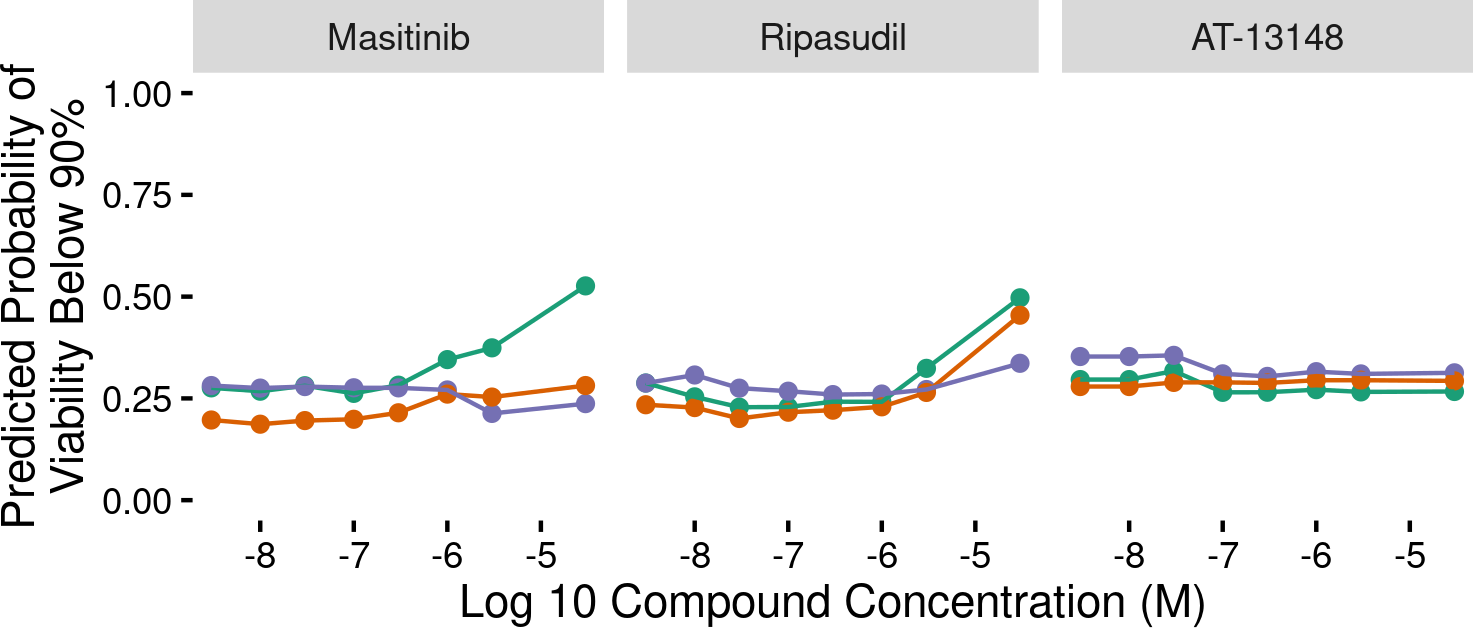 Masitinib
Ripasudil
AT-13148
Predicted Probability of
Viability Below 90%
1.00
0.75
0.50
0.25
0.00
-8 -7 -6 -5
-8 -7 -6 -5
-8 -7 -6 -5
Log 10 Compound Concentration (M)